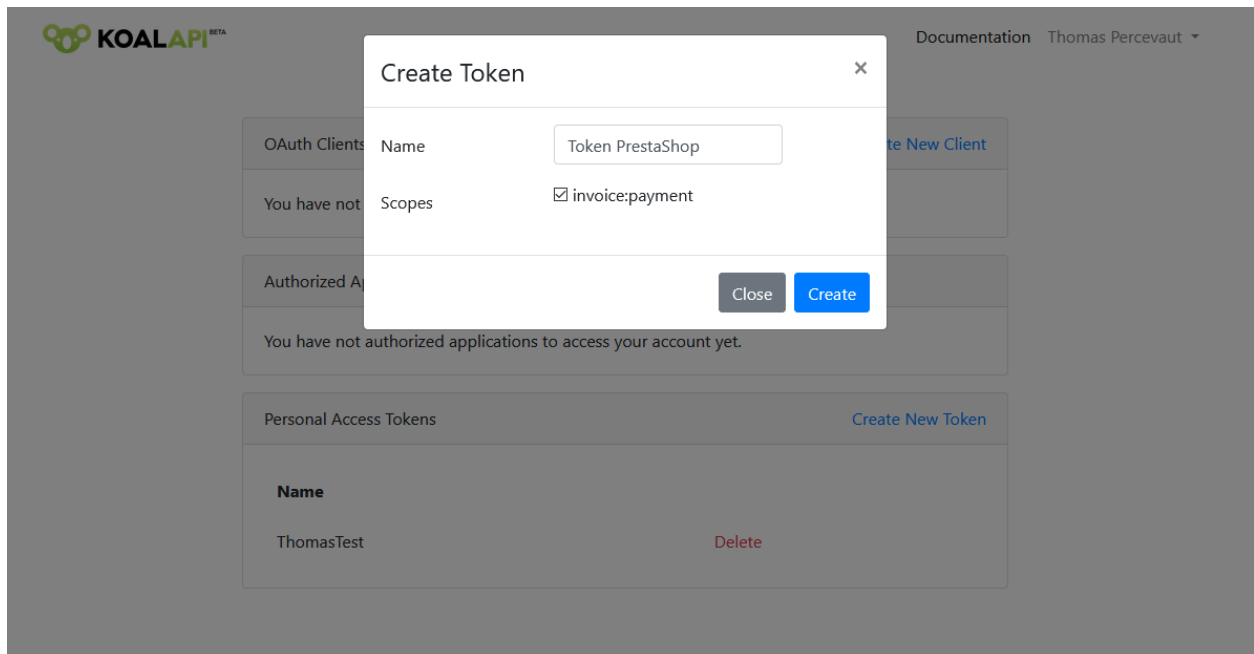 KOALAPI BETA
Documentation Thomas Percevaut
Create Token ×
OAuth Clients
te New Client
Name Token PrestaShop
You have not
Scopes invoice:payment
Authorized A
Close Create
You have not authorized applications to access your account yet.
Personal Access Tokens Create New Token
Name
ThomasTest Delete